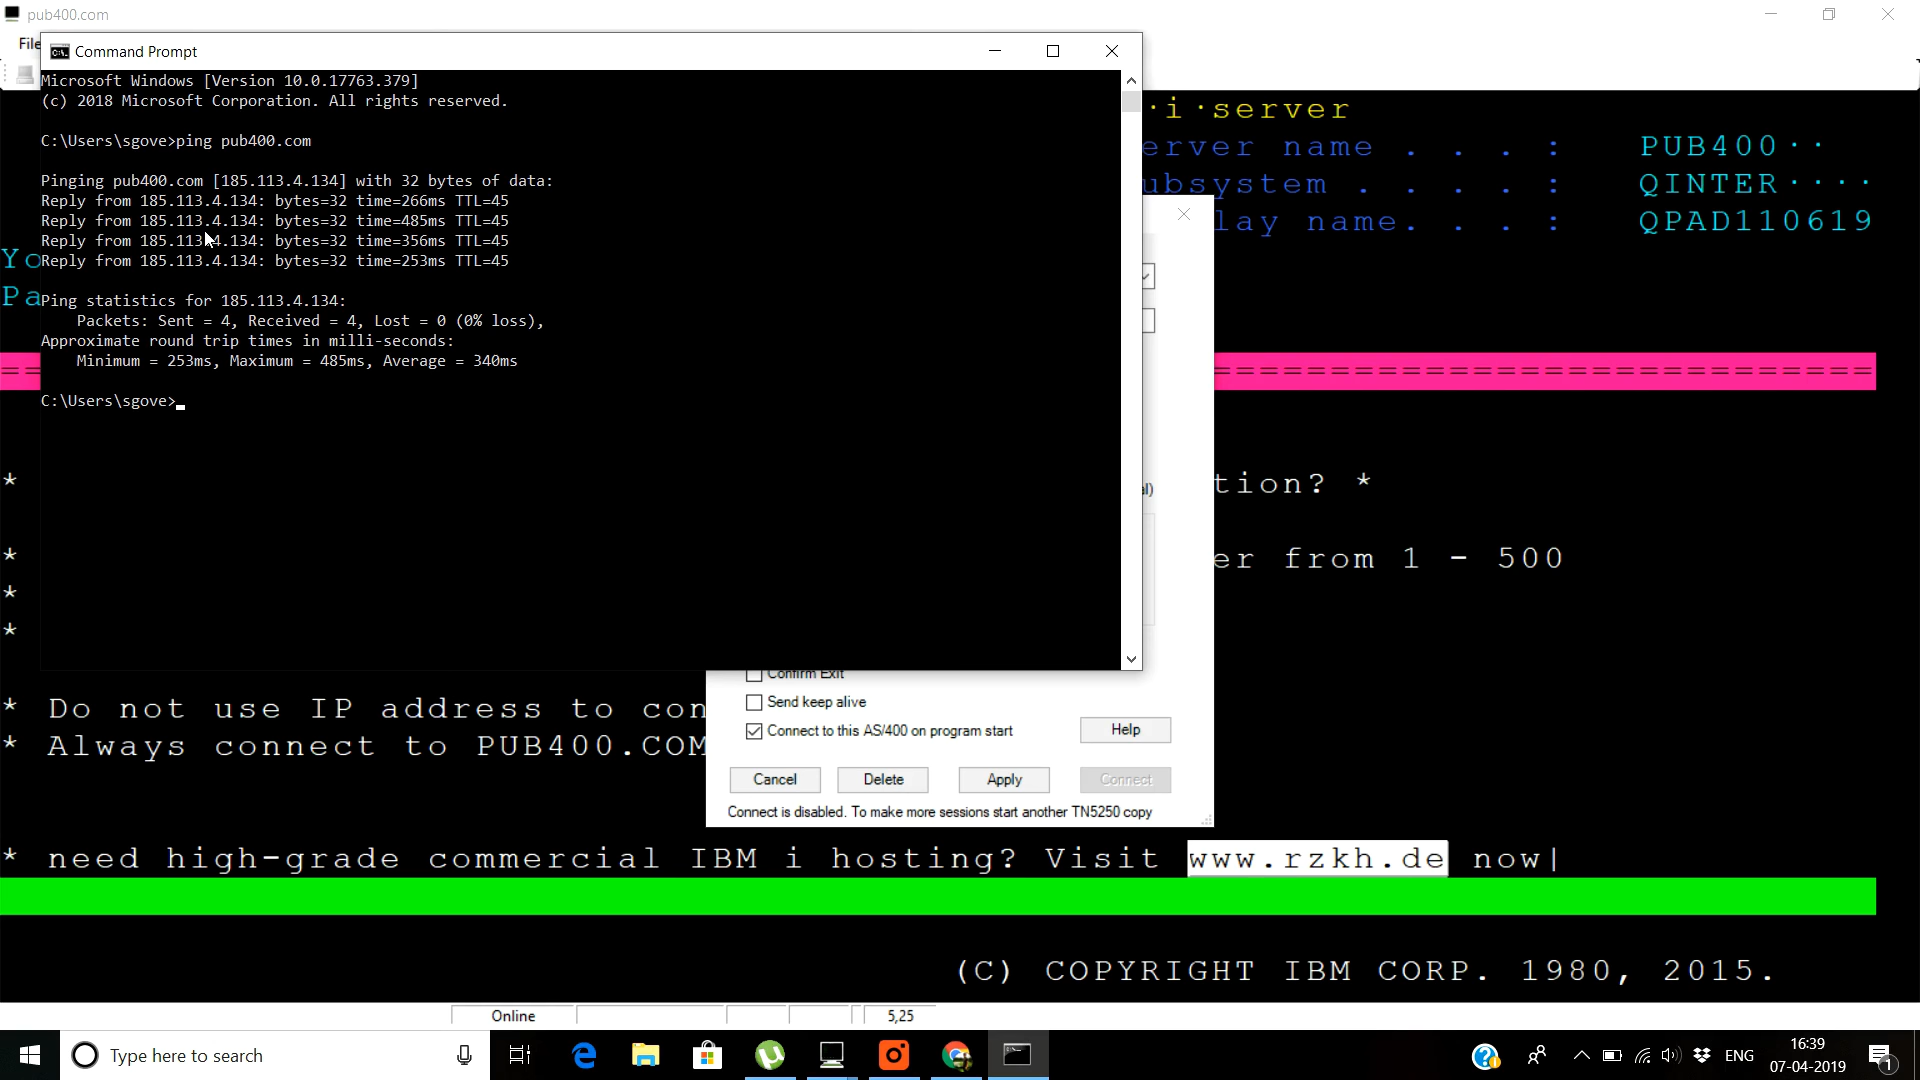 pub400.com
File
Command Prompt
Microsoft Windows [Version 10.0.17763.379]
(c) 2018 Microsoft Corporation. All rights reserved.
C:\Users\sgove>ping pub400.com
Pinging pub400.com [185.113.4.134] with 32 bytes of data:
Reply from 185.113.4.134: bytes=32 time=266ms TTL=45
Reply from 185.113.4.134: bytes=32 time=485ms TTL=45
Reply from 185.113.4.134: bytes=32 time=356ms TTL=45
Reply from 185.113.4.134: bytes=32 time=253ms TTL=45
Ping statistics for 185.113.4.134:
Packets: Sent = 4, Received = 4, Lost = 0 (0% loss),
Approximate round trip times in milli-seconds:
Minimum = 253ms, Maximum = 485ms, Average = 340ms
C:\Users\sgove>
·i·server
erver name . . . : PUB400··
ubsystem . . . . : QINTER····
lay name. . . : QPAD110619
Yo
Pa
== ============================
* tion? *
al)
* er from 1 - 500
*
*
Confirm Exit
Send keep alive
Connect to this AS/400 on program start
Help
Cancel Delete Apply Connect
Connect is disabled. To make more sessions start another TN5250 copy
* Do not use IP address to con
* Always connect to PUB400.COM
* need high-grade commercial IBM i hosting? Visit www.rzkh.de now|
(C) COPYRIGHT IBM CORP. 1980, 2015.
Online 5,25
Type here to search
ENG
16:39
07-04-2019
1